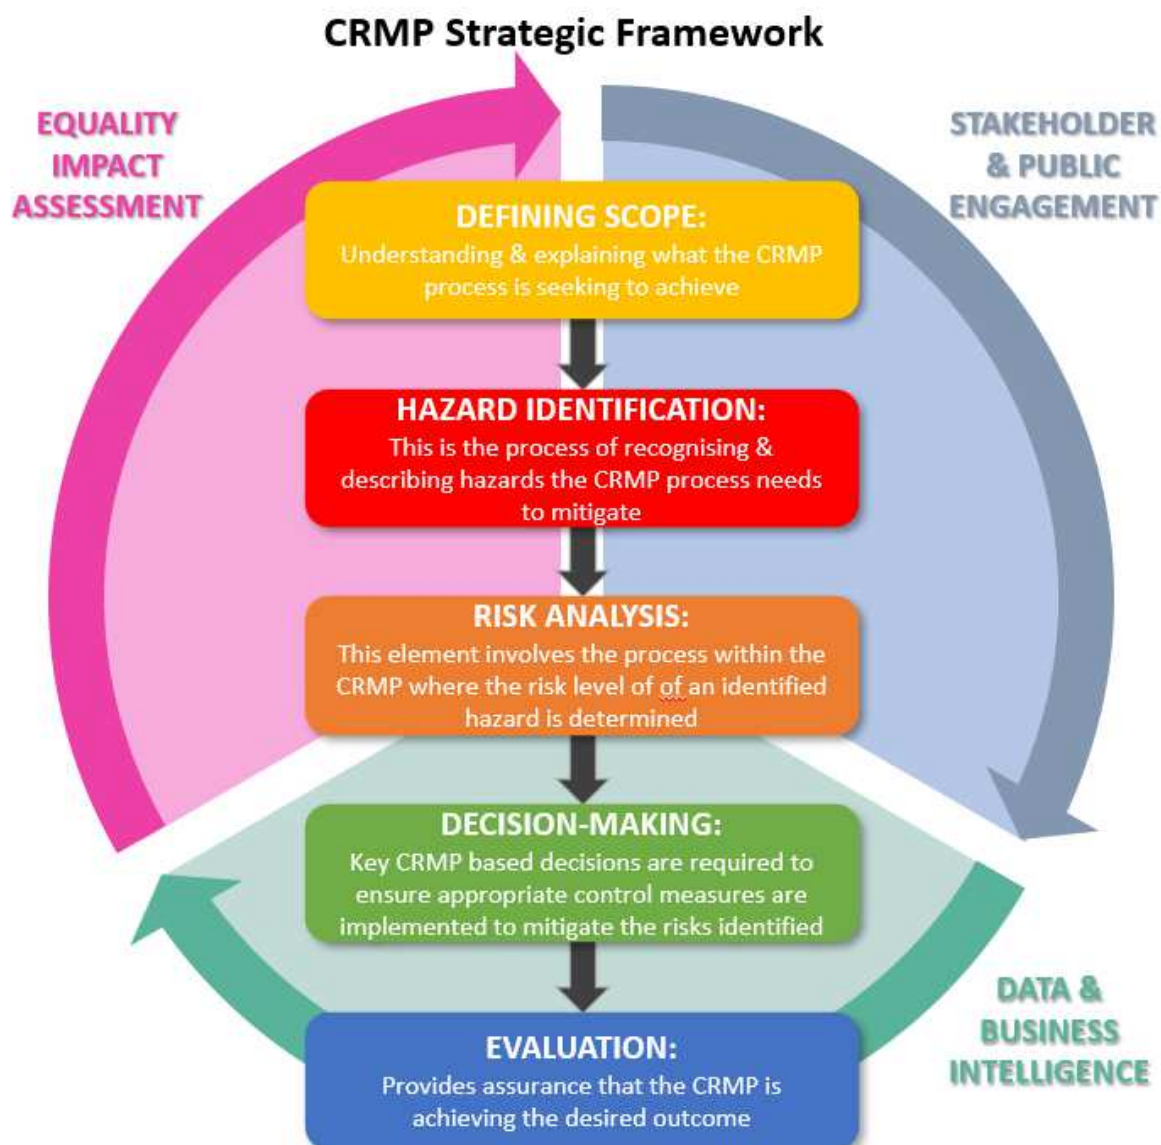 CRMP Strategic Framework
EQUALITY
IMPACT
ASSESSMENT
STAKEHOLDER
& PUBLIC
ENGAGEMENT
DEFINING SCOPE:
Understanding & explaining what the CRMP
process is seeking to achieve
HAZARD IDENTIFICATION:
This is the process of recognising &
describing hazards the CRMP process needs
to mitigate
RISK ANALYSIS:
This element involves the process within the
CRMP where the risk level of of an identified
hazard is determined
DECISION-MAKING:
Key CRMP based decisions are required to
ensure appropriate control measures are
implemented to mitigate the risks identified
DATA &
BUSINESS
INTELLIGENCE
EVALUATION:
Provides assurance that the CRMP is
achieving the desired outcome